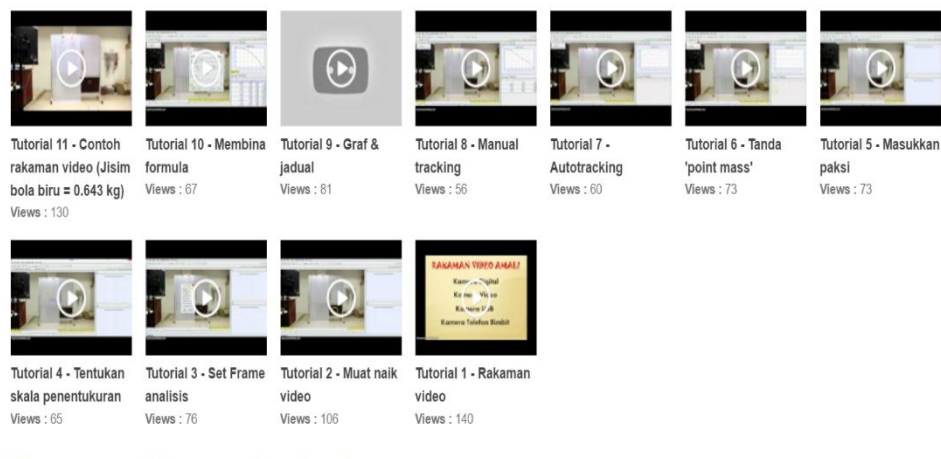 Tutorial 11 - Contoh
rakaman video (Jisim
bola biru = 0.643 kg)
Views : 130
Tutorial 10 - Membina
formula
Views : 67
Tutorial 9 - Graf &
jadual
Views : 81
Tutorial 8 - Manual
tracking
Views : 56
Tutorial 7 -
Autotracking
Views : 60
Tutorial 6 - Tanda
'point mass'
Views : 73
Tutorial 5 - Masukkan
paksi
Views : 73
Tutorial 4 - Tentukan
skala penentukuran
Views : 65
Tutorial 3 - Set Frame
analisis
Views : 76
Tutorial 2 - Muat naik
video
Views : 106
RAKAMAN VIDEO AMALI
Kamera Digital
Kamera Video
Kamera
Kamera Telefon Bimbit
Tutorial 1 - Rakaman
video
Views : 140